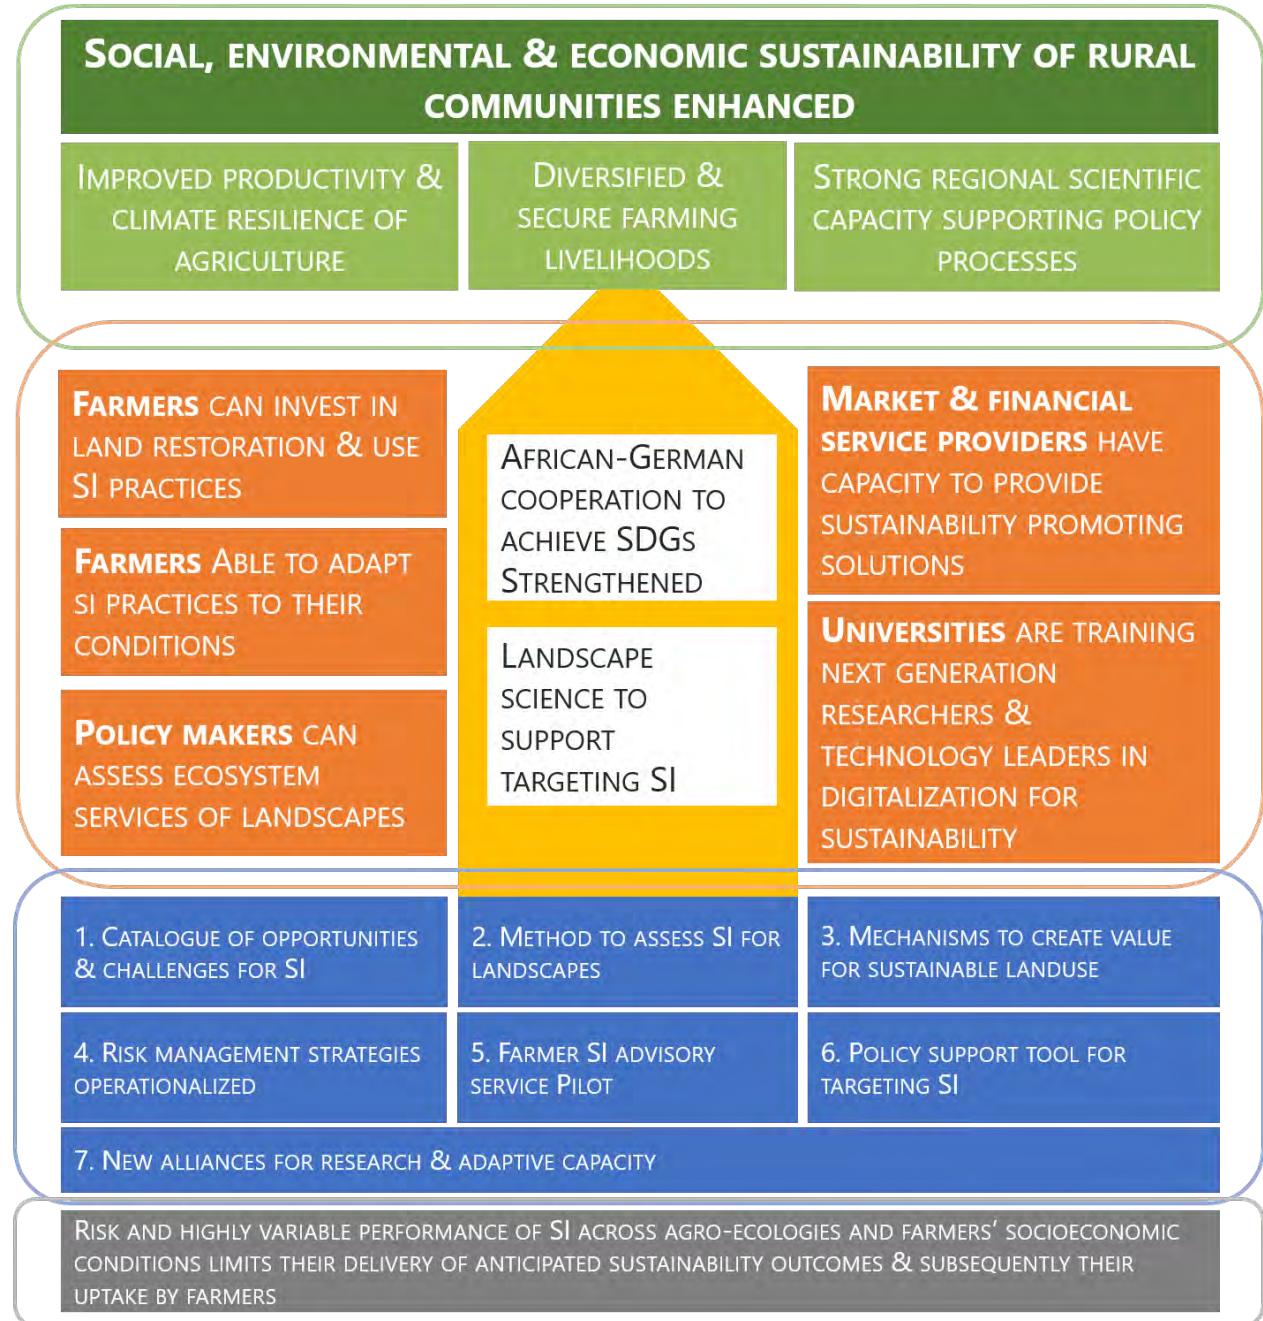 SOCIAL, ENVIRONMENTAL & ECONOMIC SUSTAINABILITY OF RURAL
COMMUNITIES ENHANCED
IMPROVED PRODUCTIVITY &
CLIMATE RESILIENCE OF
AGRICULTURE
DIVERSIFIED &
SECURE FARMING
LIVELIHOODS
STRONG REGIONAL SCIENTIFIC
CAPACITY SUPPORTING POLICY
PROCESSES
FARMERS CAN INVEST IN
LAND RESTORATION & USE
SI PRACTICES
FARMERS ABLE TO ADAPT
SI PRACTICES TO THEIR
CONDITIONS
POLICY MAKERS CAN
ASSESS ECOSYSTEM
SERVICES OF LANDSCAPES
AFRICAN-GERMAN
COOPERATION TO
ACHIEVE SDGS
STRENGTHENED
LANDSCAPE
SCIENCE TO
SUPPORT
TARGETING SI
MARKET & FINANCIAL
SERVICE PROVIDERS HAVE
CAPACITY TO PROVIDE
SUSTAINABILITY PROMOTING
SOLUTIONS
UNIVERSITIES ARE TRAINING
NEXT GENERATION
RESEARCHERS &
TECHNOLOGY LEADERS IN
DIGITALIZATION FOR
SUSTAINABILITY
1. CATALOGUE OF OPPORTUNITIES
& CHALLENGES FOR SI
2. METHOD TO ASSESS SI FOR
LANDSCAPES
3. MECHANISMS TO CREATE VALUE
FOR SUSTAINABLE LANDUSE
4. RISK MANAGEMENT STRATEGIES
OPERATIONALIZED
5. FARMER SI ADVISORY
SERVICE PILOT
6. POLICY SUPPORT TOOL FOR
TARGETING SI
7. NEW ALLIANCES FOR RESEARCH & ADAPTIVE CAPACITY
RISK AND HIGHLY VARIABLE PERFORMANCE OF SI ACROSS AGRO-ECOLOGIES AND FARMERS' SOCIOECONOMIC
CONDITIONS LIMITS THEIR DELIVERY OF ANTICIPATED SUSTAINABILITY OUTCOMES & SUBSEQUENTLY THEIR
UPTAKE BY FARMERS